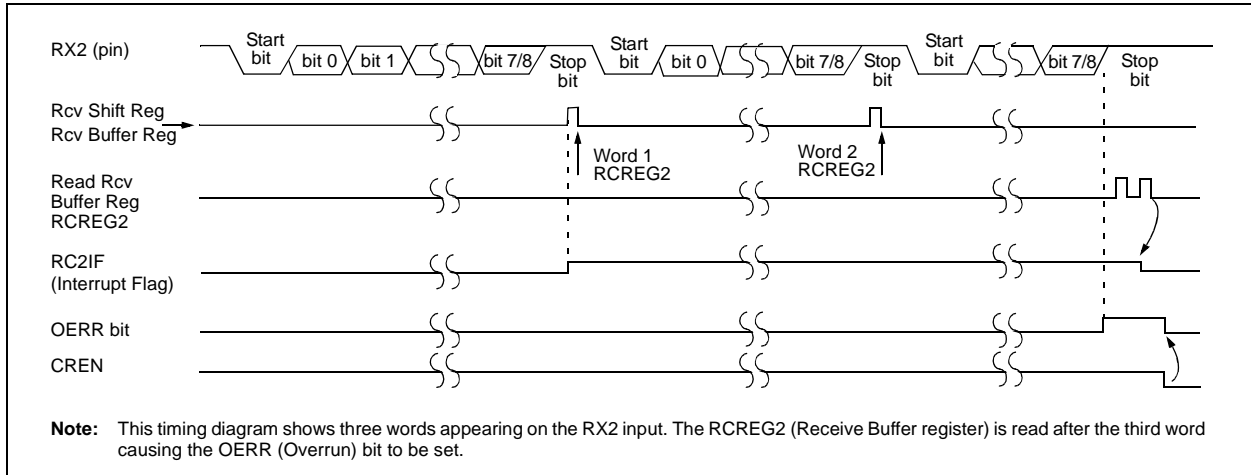 RX2 (pin)
Start bit
bit 0
bit 1
bit 7/8
Stop bit
Start bit
bit 0
bit 7/8
Stop bit
Start bit
bit 7/8
Stop bit
Rcv Shift Reg
Rcv Buffer Reg
Word 1
RCREG2
Word 2
RCREG2
Read Rcv
Buffer Reg
RCREG2
RC2IF
(Interrupt Flag)
OERR bit
CREN
Note: This timing diagram shows three words appearing on the RX2 input. The RCREG2 (Receive Buffer register) is read after the third word
causing the OERR (Overrun) bit to be set.